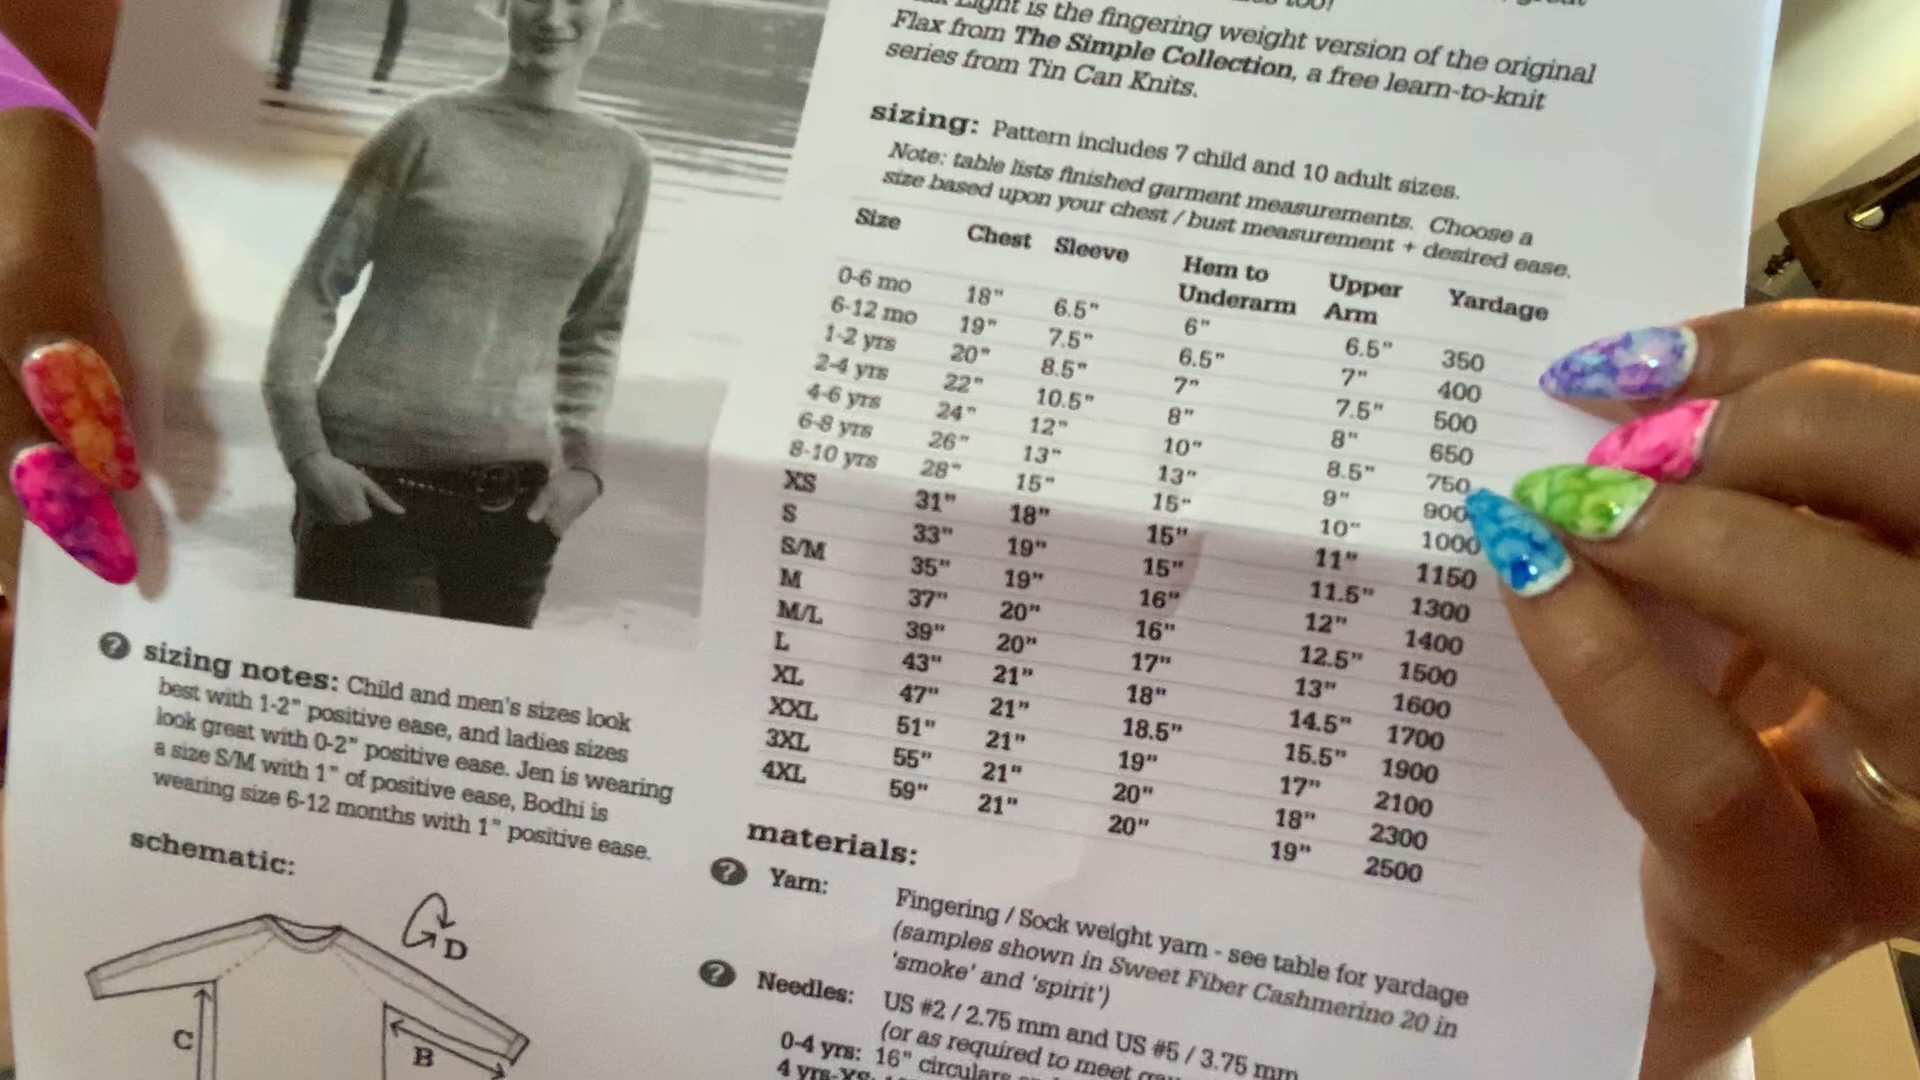 Light is the fingering weight version of the original
Flax from The Simple Collection, a free learn-to-knit
series from Tin Can Knits.
sizing: Pattern includes 7 child and 10 adult sizes.
Note: table lists finished garment measurements. Choose a
size based upon your chest / bust measurement + desired ease.
Size Chest Sleeve Hem to Underarm Upper Arm Yardage
0-6 mo 18" 6.5" 6" 6.5" 350
6-12 mo 19" 7.5" 6.5" 7" 400
1-2 yrs 20" 8.5" 7" 7.5" 500
2-4 yrs 22" 10.5" 8" 8" 650
4-6 yrs 24" 12" 10" 8.5" 750
6-8 yrs 26" 13" 13" 9" 900
8-10 yrs 28" 15" 15" 10" 1000
XS 31" 18" 15" 11" 1150
S 33" 19" 15" 11.5" 1300
S/M 35" 19" 16" 12" 1400
M 37" 20" 16" 12.5" 1500
M/L 39" 20" 17" 13" 1600
L 43" 21" 18" 14.5" 1700
XL 47" 21" 18.5" 15.5" 1900
XXL 51" 21" 19" 17" 2100
3XL 55" 21" 20" 18" 2300
4XL 59" 21" 20" 19" 2500
? sizing notes: Child and men's sizes look
best with 1-2" positive ease, and ladies sizes
look great with 0-2" positive ease. Jen is wearing
a size S/M with 1" of positive ease, Bodhi is
wearing size 6-12 months with 1" positive ease.
schematic:
D
C
B
materials:
? Yarn: Fingering / Sock weight yarn - see table for yardage
(samples shown in Sweet Fiber Cashmerino 20 in
'smoke' and 'spirit')
? Needles: US #2 / 2.75 mm and US #5 / 3.75 mm
(or as required to meet
0-4 yrs: 16" circulars
4 yrs-XS: